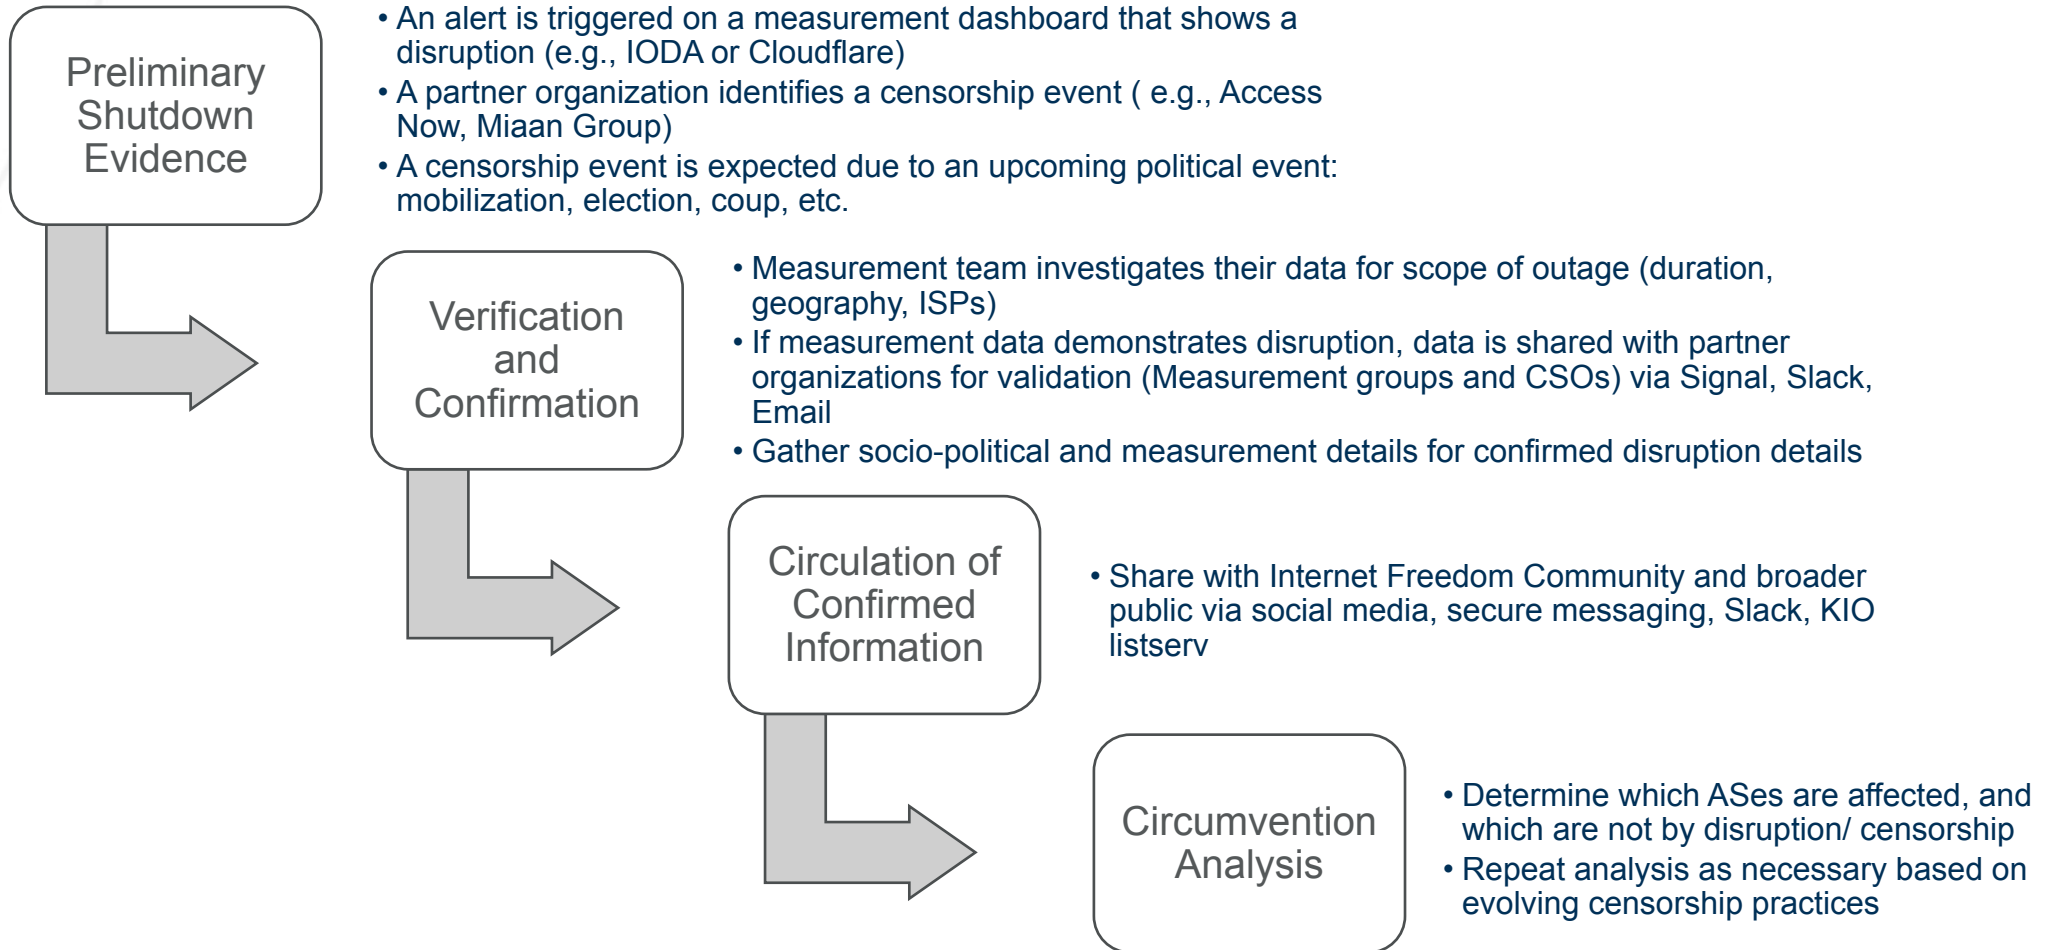 Preliminary
Shutdown
Evidence
• An alert is triggered on a measurement dashboard that shows a
disruption (e.g., IODA or Cloudflare)
• A partner organization identifies a censorship event ( e.g., Access
Now, Miaan Group)
• A censorship event is expected due to an upcoming political event:
mobilization, election, coup, etc.
Verification
and
Confirmation
• Measurement team investigates their data for scope of outage (duration,
geography, ISPs)
• If measurement data demonstrates disruption, data is shared with partner
organizations for validation (Measurement groups and CSOs) via Signal, Slack,
Email
• Gather socio-political and measurement details for confirmed disruption details
Circulation of
Confirmed
Information
• Share with Internet Freedom Community and broader
public via social media, secure messaging, Slack, KIO
listserv
Circumvention
Analysis
• Determine which ASes are affected, and
which are not by disruption/ censorship
• Repeat analysis as necessary based on
evolving censorship practices